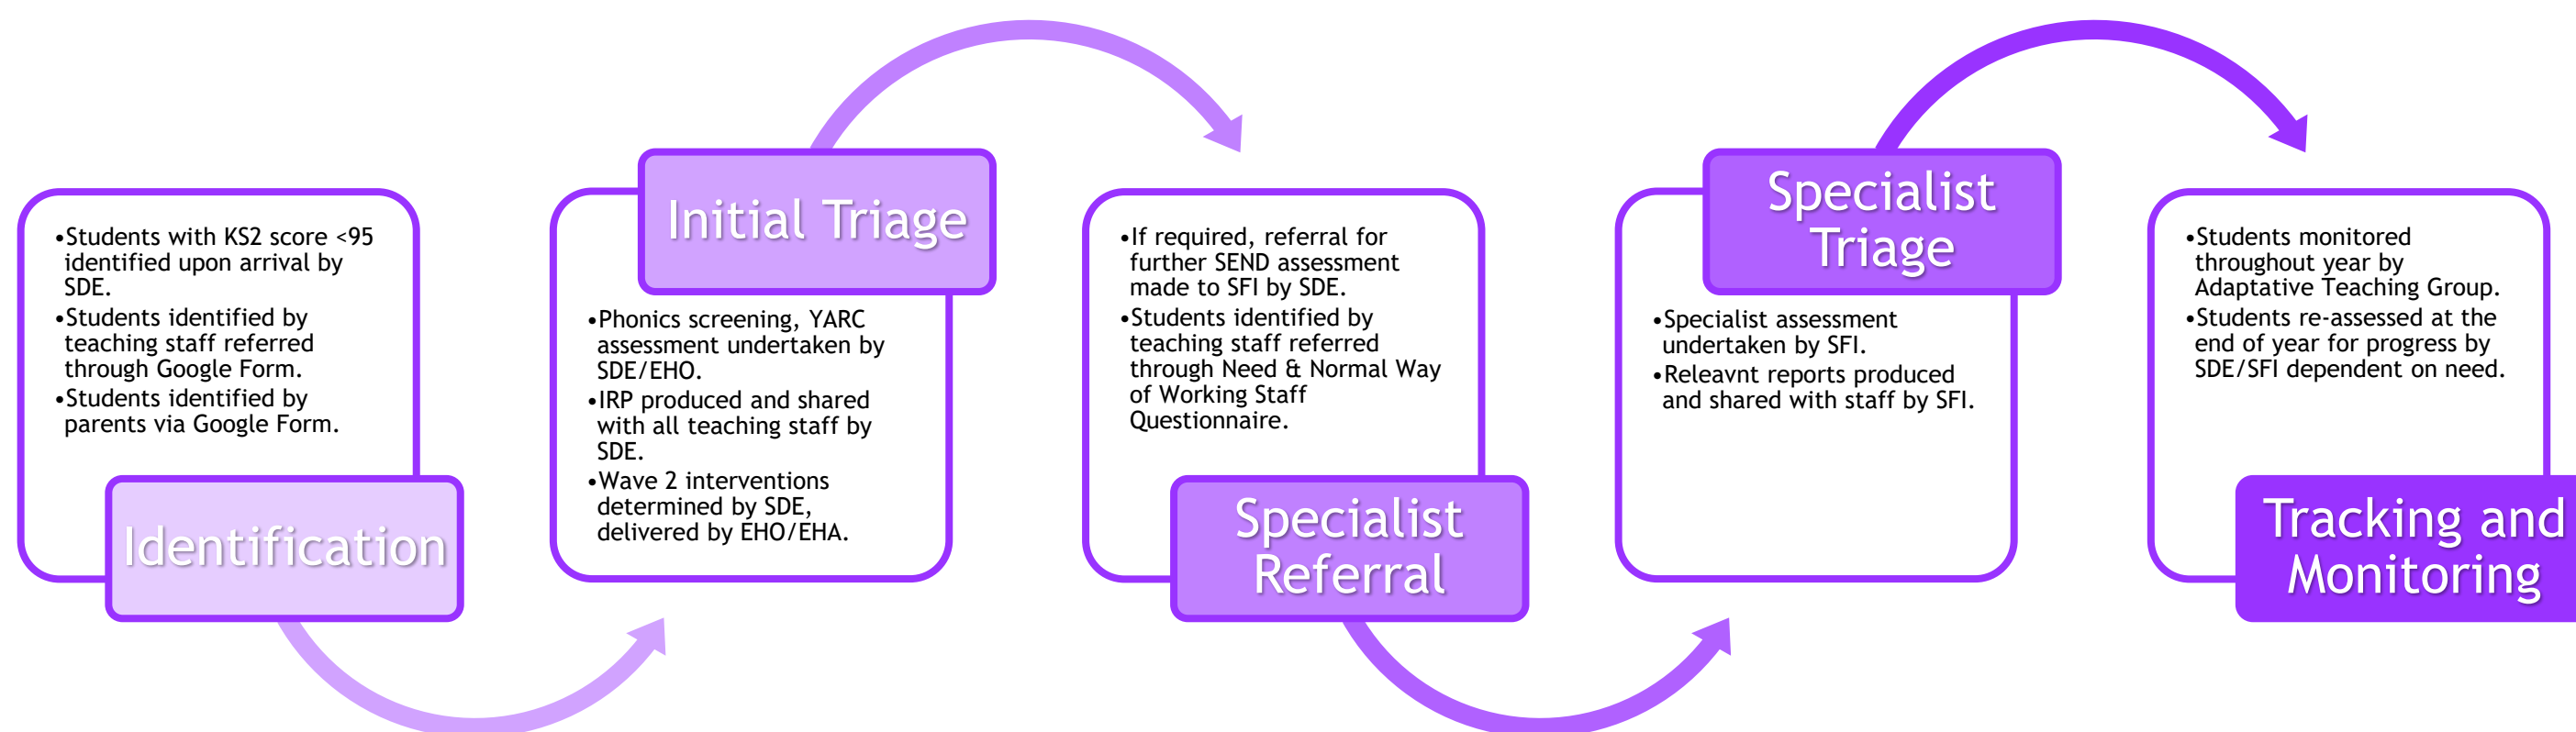 •Students with KS2 score <95
identified upon arrival by
SDE.
•Students identified by
teaching staff referred
through Google Form.
•Students identified by
parents via Google Form.
Identification
Initial Triage
•Phonics screening, YARC
assessment undertaken by
SDE/EHO.
•IRP produced and shared
with all teaching staff by
SDE.
•Wave 2 interventions
determined by SDE,
delivered by EHO/EHA.
•If required, referral for
further SEND assessment
made to SFI by SDE.
•Students identified by
teaching staff referred
through Need & Normal Way
of Working Staff
Questionnaire.
Specialist
Referral
Specialist
Triage
•Specialist assessment
undertaken by SFI.
•Releavnt reports produced
and shared with staff by SFI.
•Students monitored
throughout year by
Adaptative Teaching Group.
•Students re-assessed at the
end of year for progress by
SDE/SFI dependent on need.
Tracking and
Monitoring